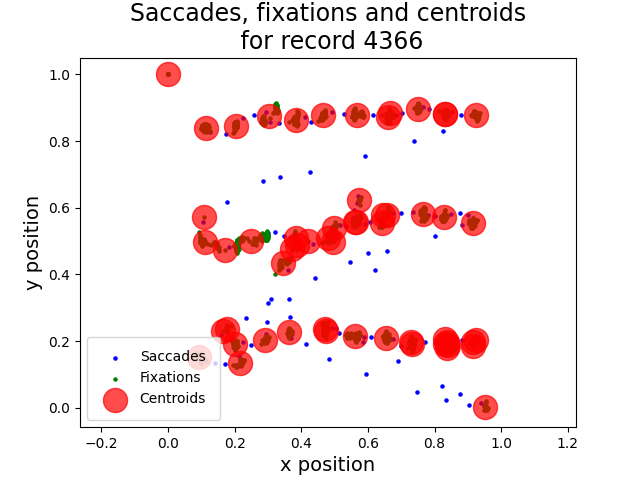 Saccades, fixations and centroids
for record 4366
1.0
0.8
0.6
0.4
0.2
0.0
y position
Saccades
Fixations
Centroids
−0.2 0.0 0.2 0.4 0.6 0.8 1.0 1.2
x position